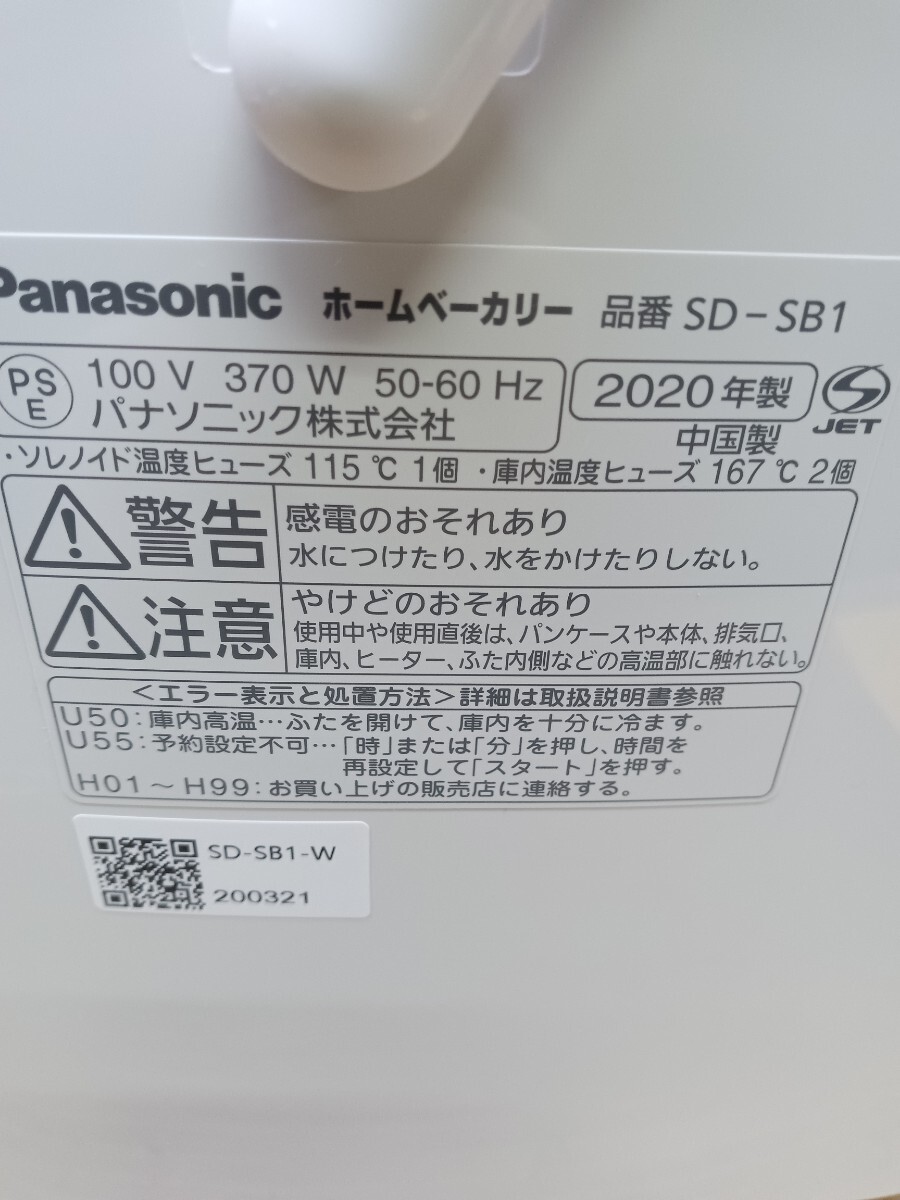 Panasonic ホームベーカリー 品番 SD-SB1
PS E 100 V 370 W 50-60 Hz 2020年製 JET
パナソニック株式会社 中国製
・ソレノイド温度ヒューズ 115 ℃ 1個 ・庫内温度ヒューズ 167 ℃ 2個
警告 感電のおそれあり
水につけたり、水をかけたりしない。
注意 やけどのおそれあり
使用中や使用直後は、パンケースや本体、排気口、
庫内、ヒーター、ふた内側などの高温部に触れない。
<エラー表示と処置方法>詳細は取扱説明書参照
U50:庫内高温…ふたを開けて、庫内を十分に冷ます。
U55:予約設定不可…「時」または「分」を押し、時間を
再設定して「スタート」を押す。
H01～H99:お買い上げの販売店に連絡する。
SD-SB1-W
200321